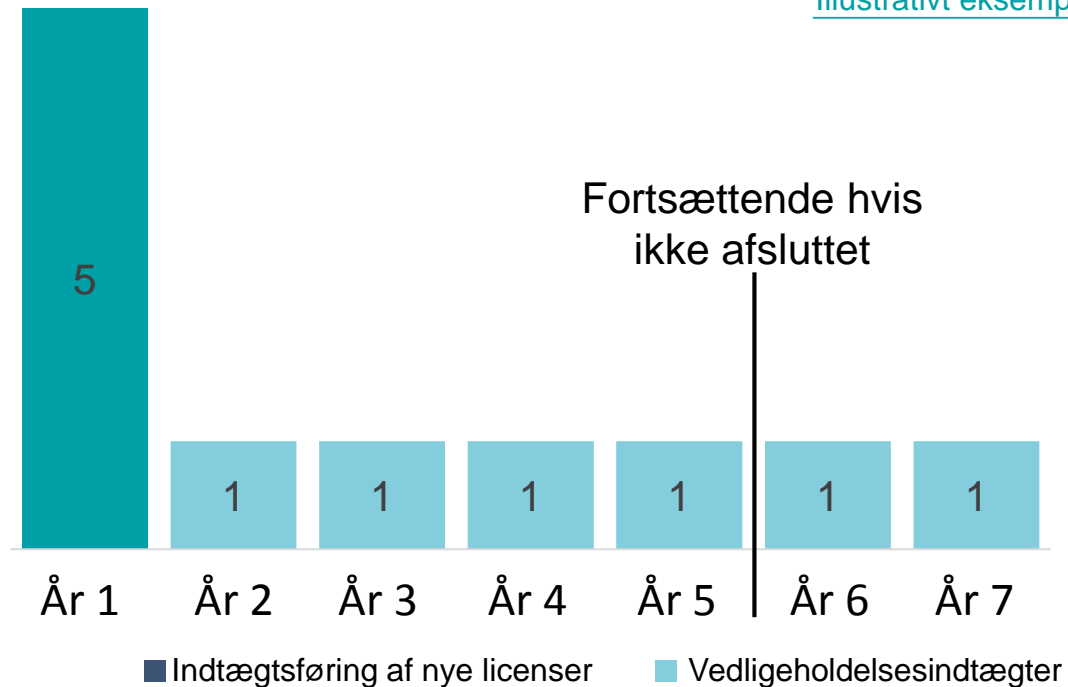 Illustrativt
Fortsættende hvis
ikke afsluttet
5
1 1 1 1 1 1
År 1 År 2 År 3 År 4 År 5 År 6 År 7
Indtægtsføring af nye licenser Vedligeholdelsesindtægter